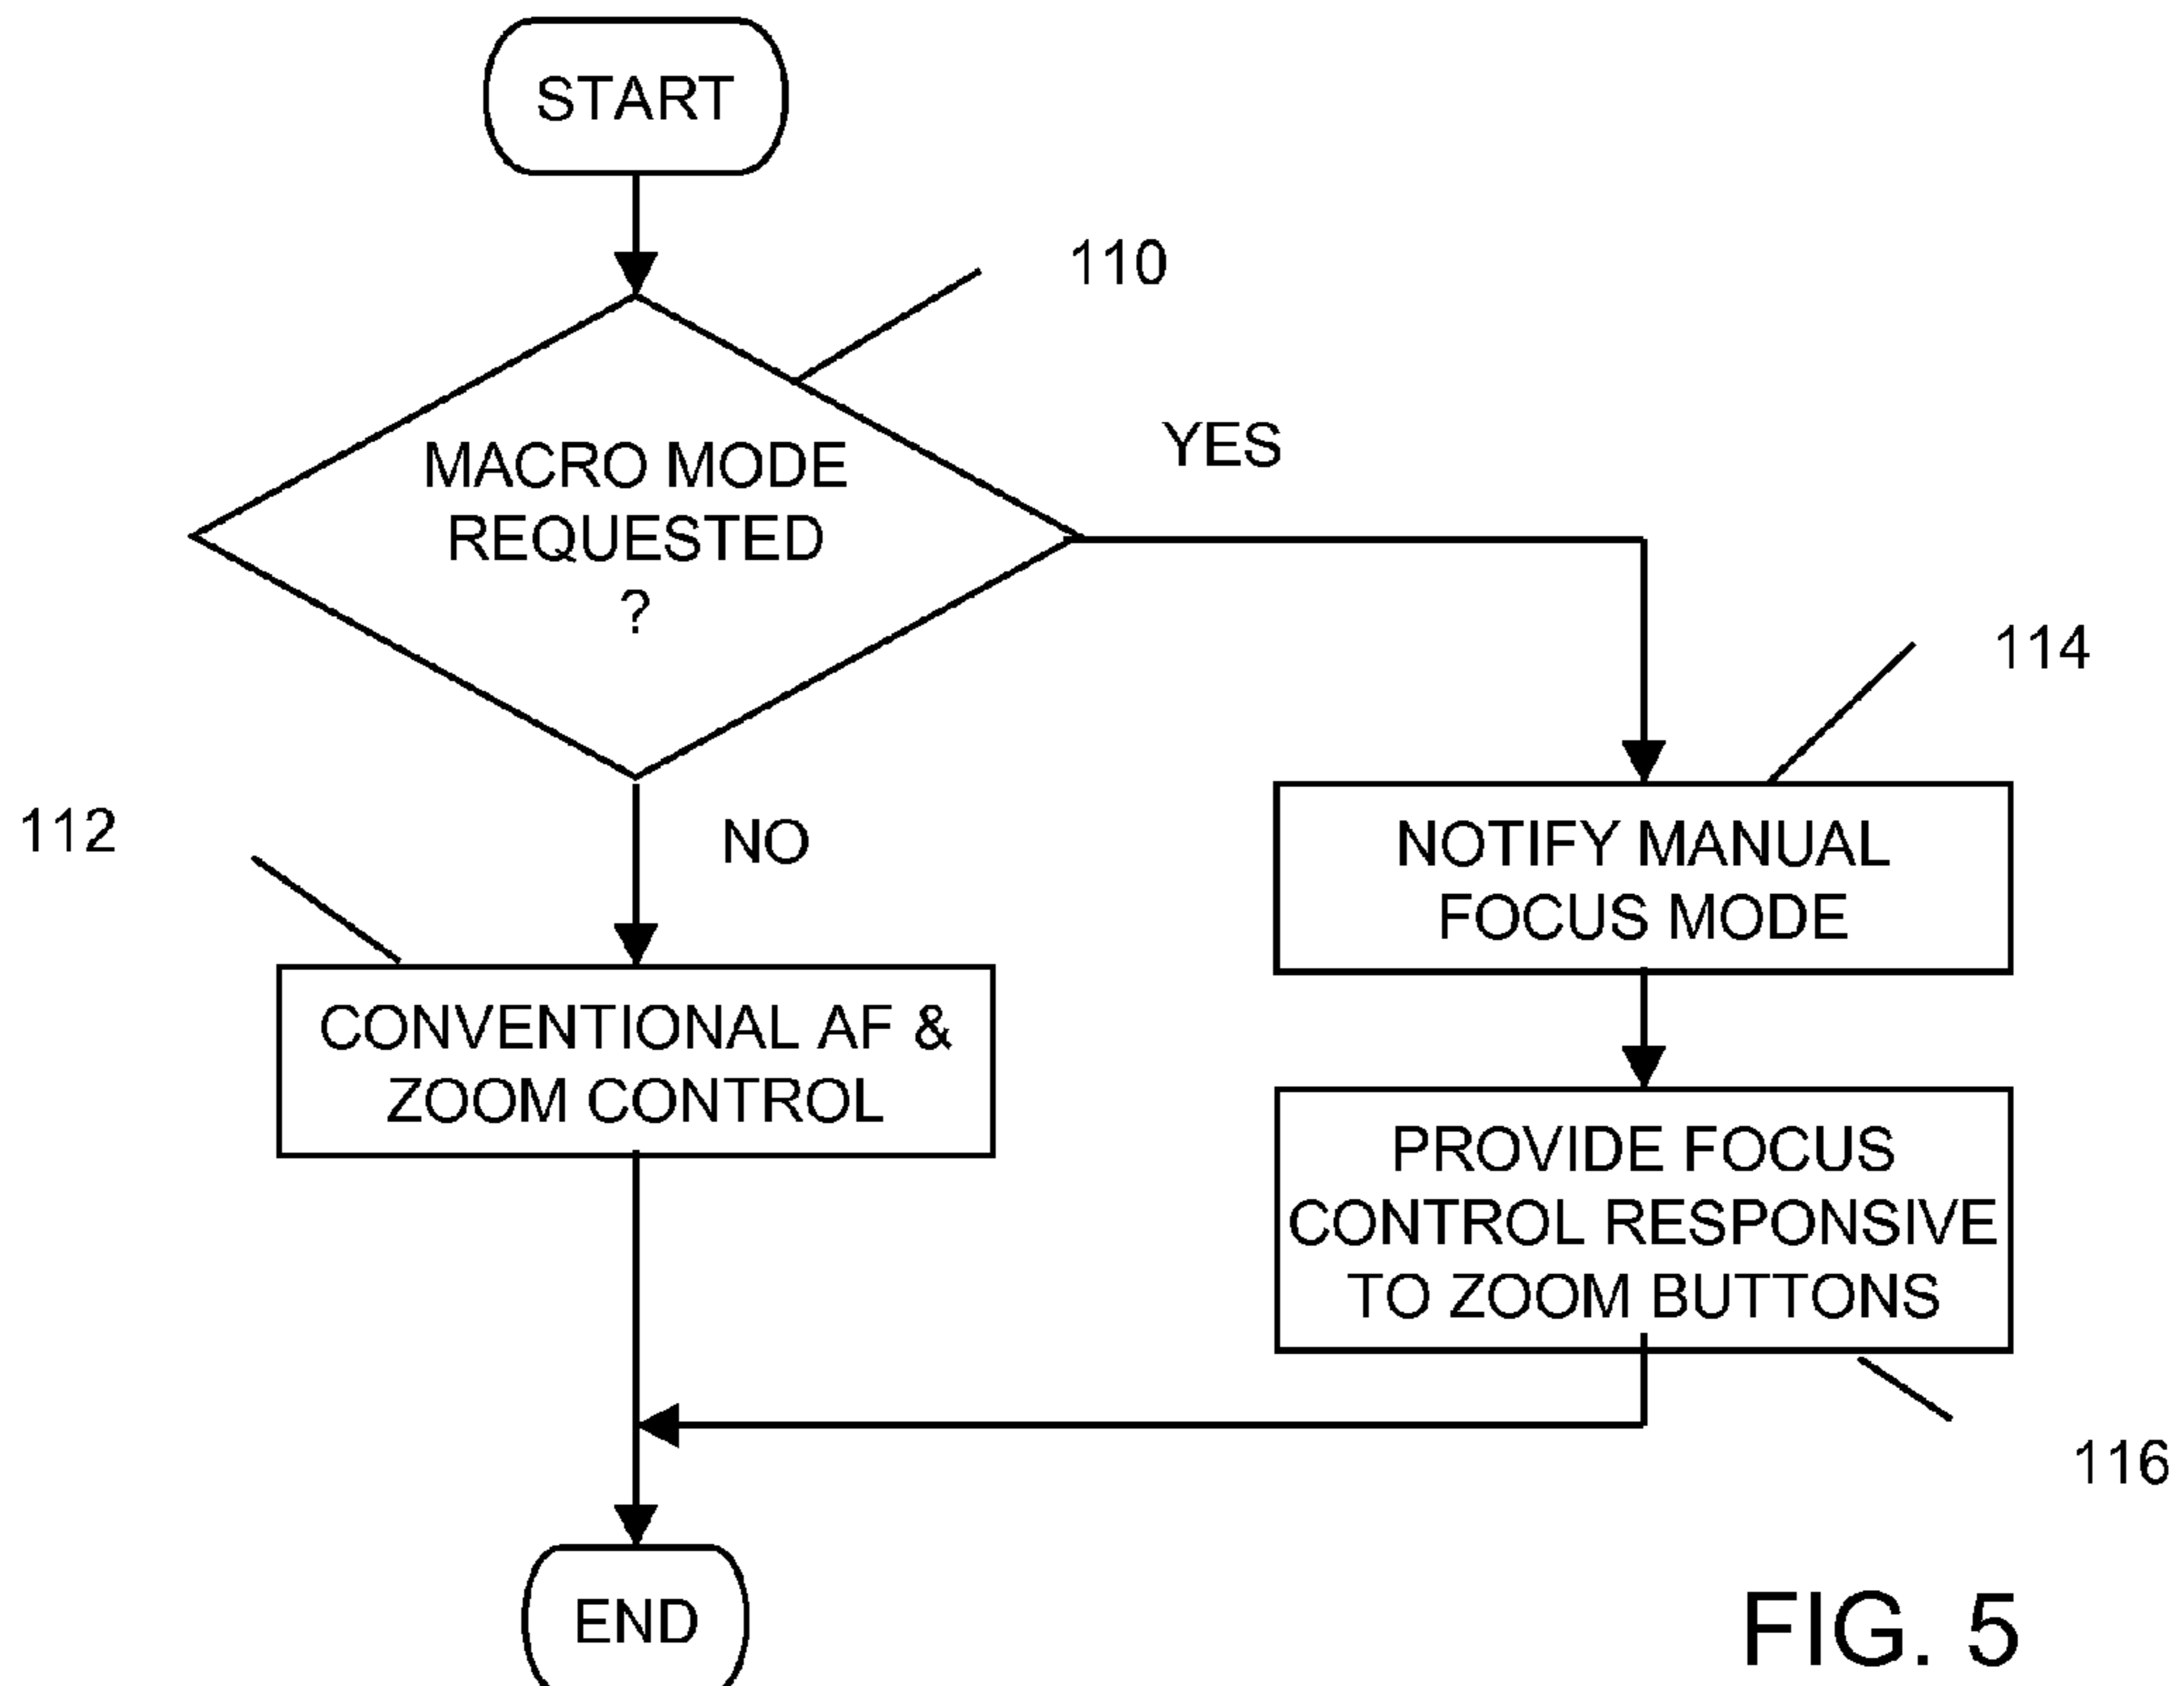 START
110
MACRO MODE
REQUESTED
?
YES
114
112
NO
NOTIFY MANUAL
FOCUS MODE
CONVENTIONAL AF &
ZOOM CONTROL
PROVIDE FOCUS
CONTROL RESPONSIVE
TO ZOOM BUTTONS
116
END
FIG. 5